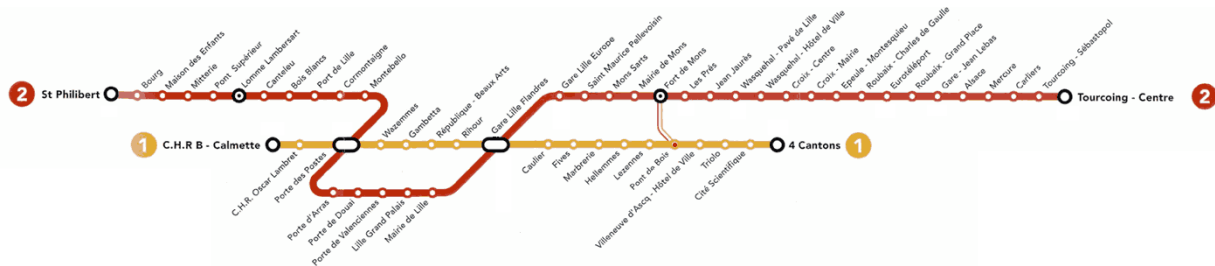 2
St Philibert
Bourg
Maison des Enfants
Mitterie
Pont Supérieur
Lomme Lambersart
Canteleu
Bois Blancs
Port de Lille
Cormontaigne
Montebello
Gare Lille Flandres
Gare Lille Europe
Saint Maurice Pellevoisin
Mons Sarts
Mairie de Mons
Fort de Mons
Les Prés
Jean Jaurès
Wasquehal - Pavé de Lille
Wasquehal - Hôtel de Ville
Croix - Centre
Croix - Mairie
Epeule - Montesquieu
Roubaix - Charles de Gaulle
Eurotéléport
Roubaix - Grand Place
Gare - Jean Lebas
Alsace
Mercure
Carliers
Tourcoing - Sébastopol
Tourcoing - Centre
2
1
C.H.R B - Calmette
C.H.R. Oscar Lambret
Porte des Postes
Wazemmes
Gambetta
République - Beaux Arts
Rihour
Caulier
Fives
Marbrerie
Hellemmes
Lezennes
Pont de Bois
Villeneuve d'Ascq - Hôtel de Ville
Triolo
Cité Scientifique
4 Cantons
1
Porte d'Arras
Porte de Douai
Porte de Valenciennes
Lille Grand Palais
Mairie de Lille